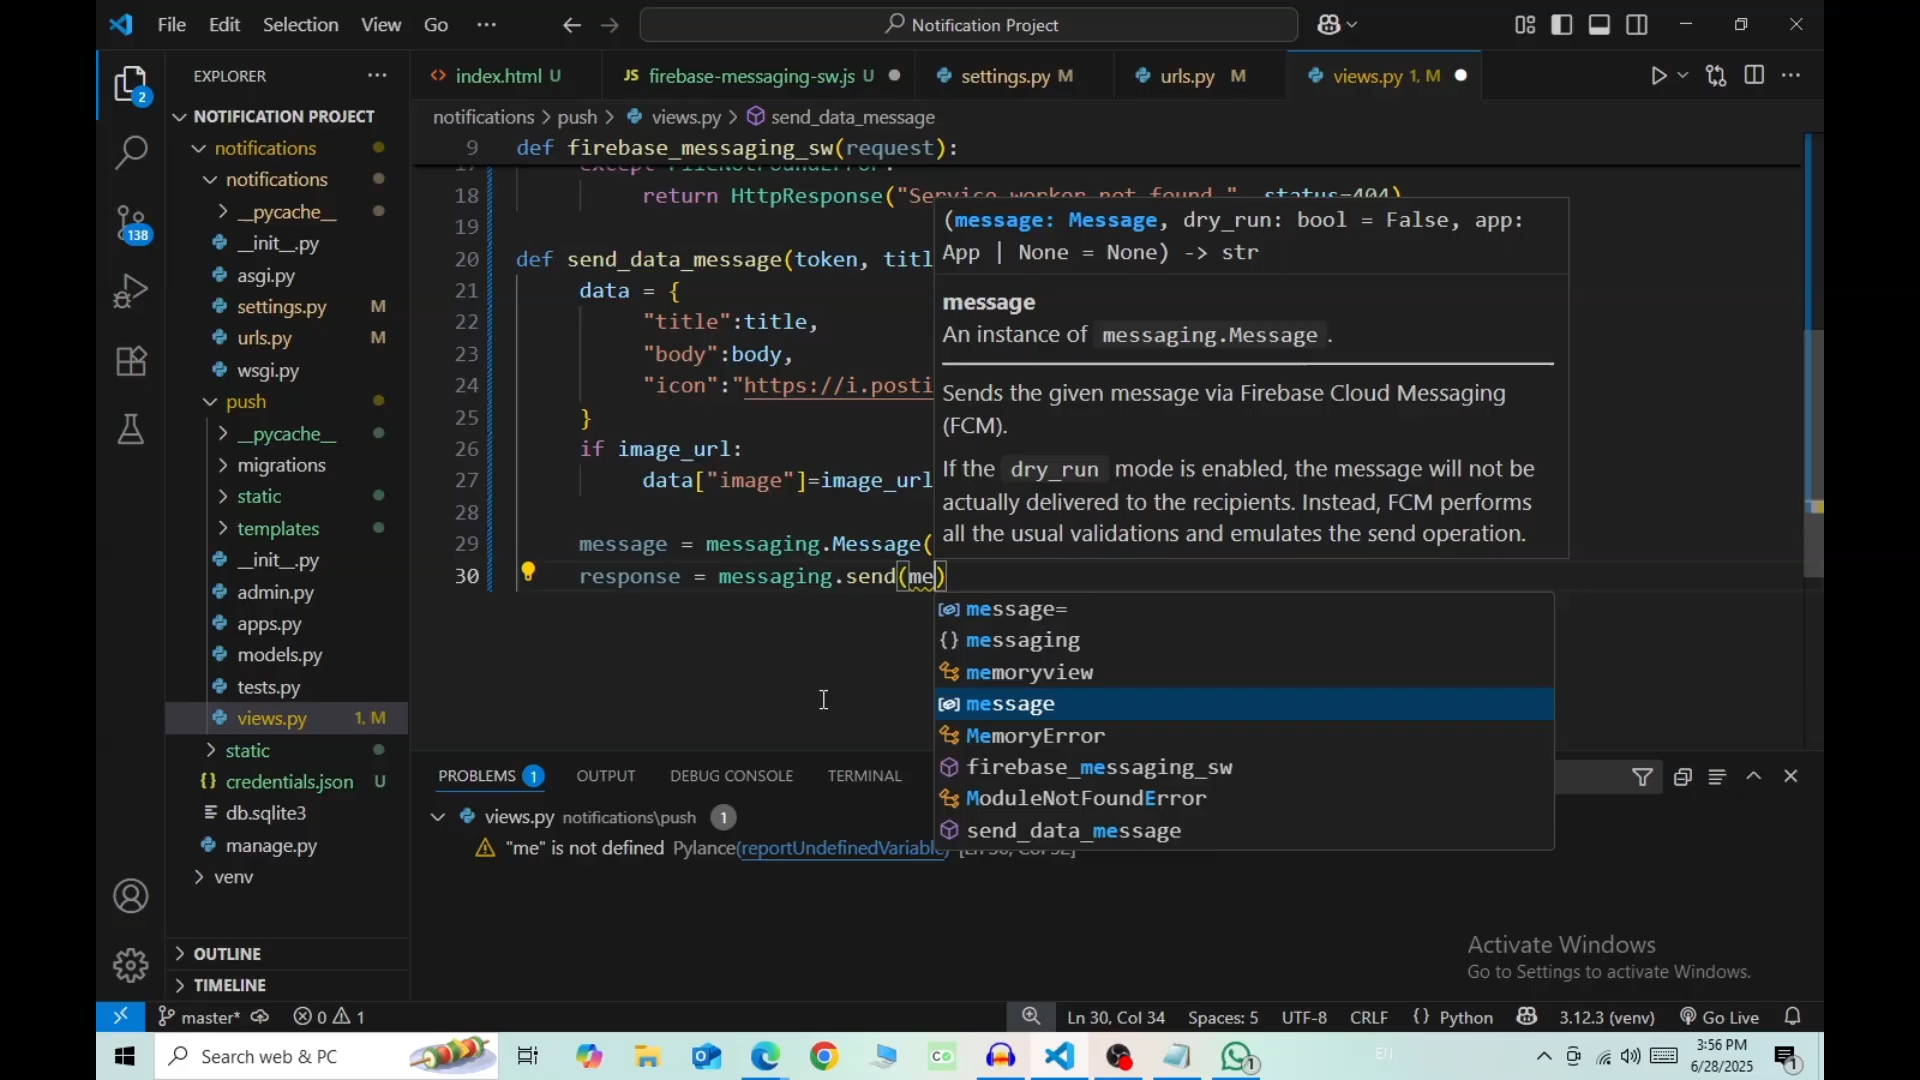 File Edit Selection View Go ··· Notification Project
EXPLORER ···
index.html U
firebase-messaging-sw.js U
settings.py M
urls.py M
views.py 1, M
NOTIFICATION PROJECT
notifications
notifications
__pycache__
__init__.py
asgi.py
settings.py M
urls.py M
wsgi.py
push
__pycache__
migrations
static
templates
__init__.py
admin.py
apps.py
models.py
tests.py
views.py 1, M
static
credentials.json U
db.sqlite3
manage.py
venv
OUTLINE
TIMELINE
2
138
notifications > push > views.py > send_data_message
9 def firebase_messaging_sw(request):
18 return HttpResponse("Service worker not found." status=404)
19
20 def send_data_message(token, titl
21 data = {
22 "title":title,
23 "body":body,
24 "icon":"https://i.posti
25 }
26 if image_url:
27 data["image"]=image_url
28
29 message = messaging.Message(
30 response = messaging.send(me)
(message: Message, dry_run: bool = False, app:
App | None = None) -> str
message
An instance of messaging.Message .
Sends the given message via Firebase Cloud Messaging
(FCM).
If the dry_run mode is enabled, the message will not be
actually delivered to the recipients. Instead, FCM performs
all the usual validations and emulates the send operation.
message=
messaging
memoryview
message
MemoryError
firebase_messaging_sw
ModuleNotFoundError
send_data_message
PROBLEMS 1 OUTPUT DEBUG CONSOLE TERMINAL
views.py notifications\push 1
"me" is not defined Pylance(reportUndefinedVariable)
Activate Windows
Go to Settings to activate Windows.
master* 0 1 Ln 30, Col 34 Spaces: 5 UTF-8 CRLF {} Python 3.12.3 (venv) Go Live
Search web & PC
EN
3:56 PM
6/28/2025
1
1